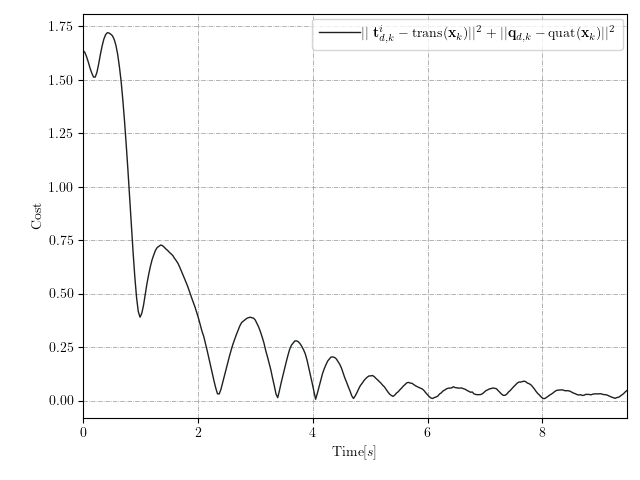 || t^i_{d,k} − trans(x_k)||² + ||q_{d,k} − quat(x_k)||²
1.75
1.50
1.25
1.00
0.75
0.50
0.25
0.00
Cost
0 2 4 6 8
Time[s]